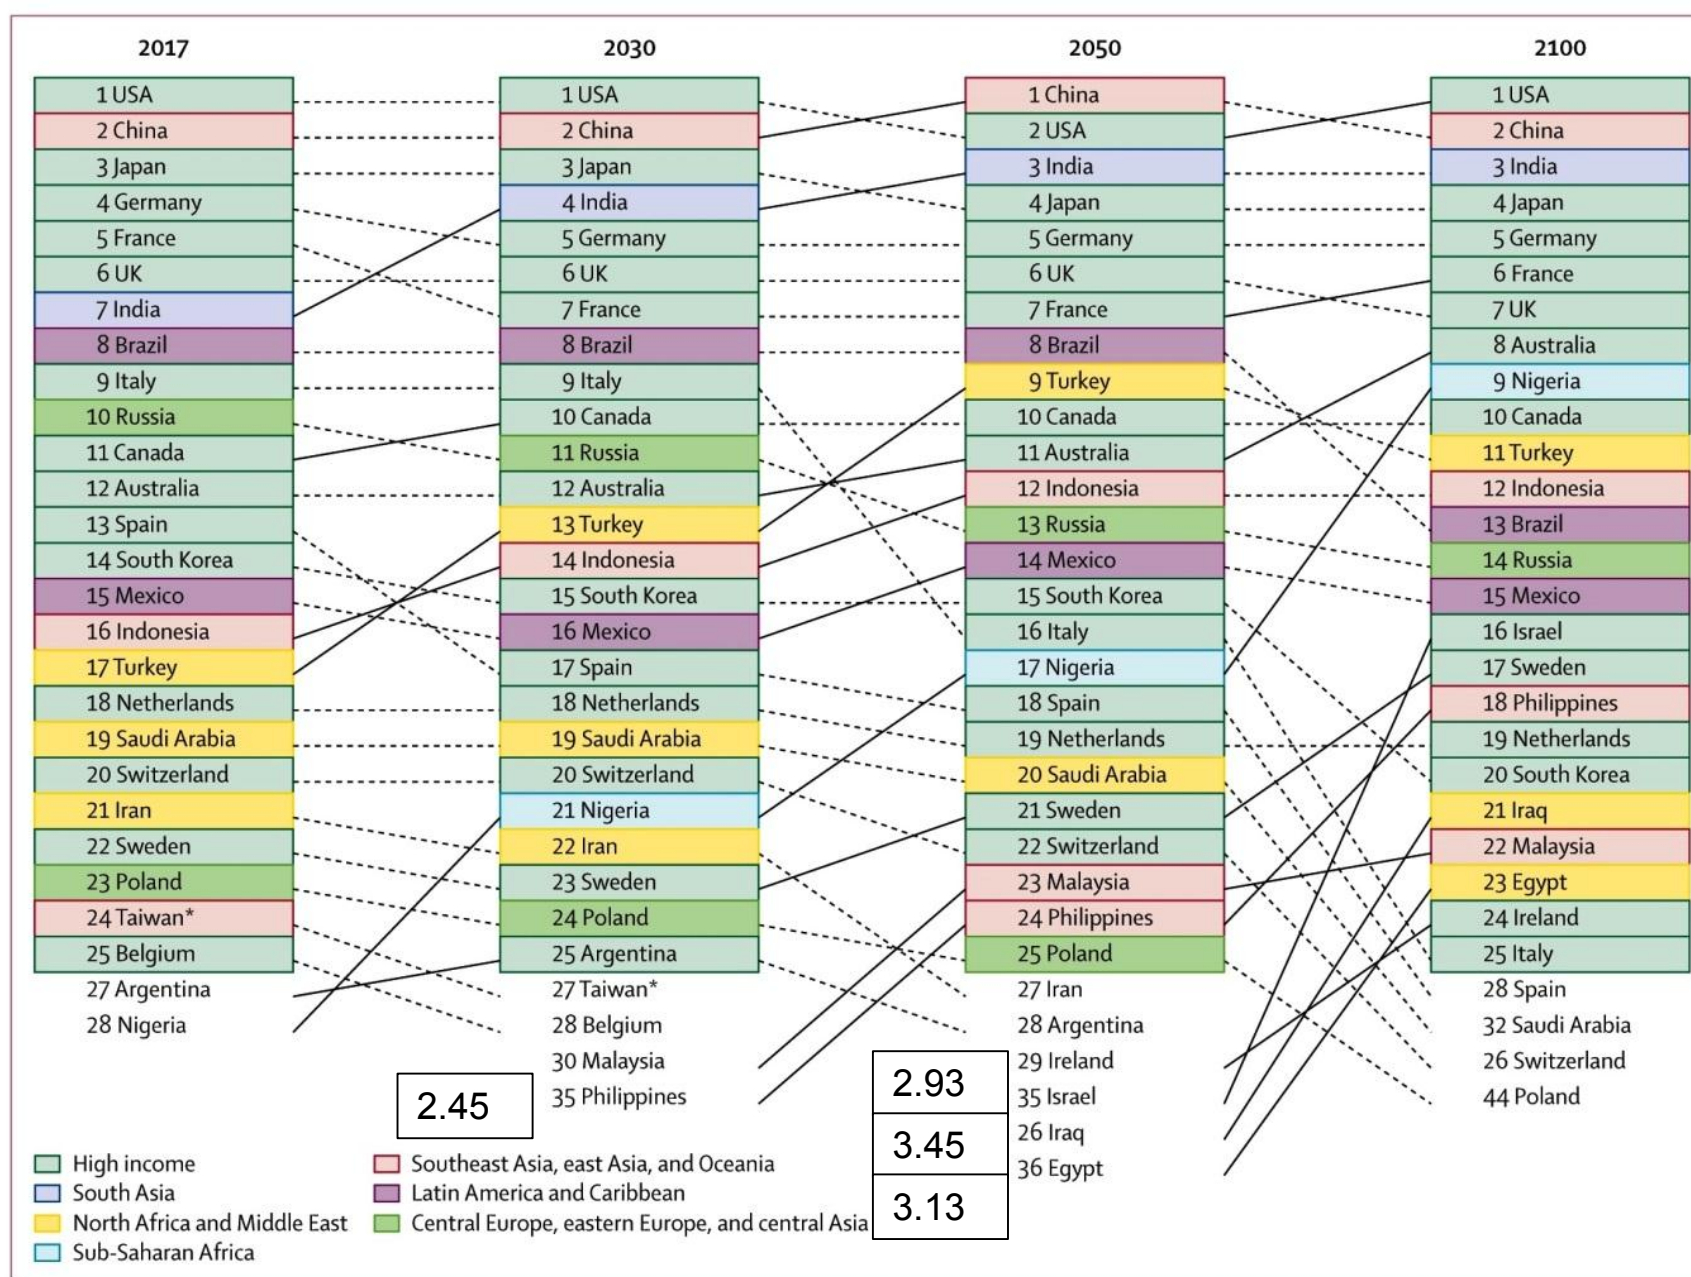 2017
1 USA
2 China
3 Japan
4 Germany
5 France
6 UK
7 India
8 Brazil
9 Italy
10 Russia
11 Canada
12 Australia
13 Spain
14 South Korea
15 Mexico
16 Indonesia
17 Turkey
18 Netherlands
19 Saudi Arabia
20 Switzerland
21 Iran
22 Sweden
23 Poland
24 Taiwan*
25 Belgium
27 Argentina
28 Nigeria
2030
1 USA
2 China
3 Japan
4 India
5 Germany
6 UK
7 France
8 Brazil
9 Italy
10 Canada
11 Russia
12 Australia
13 Turkey
14 Indonesia
15 South Korea
16 Mexico
17 Spain
18 Netherlands
19 Saudi Arabia
20 Switzerland
21 Nigeria
22 Iran
23 Sweden
24 Poland
25 Argentina
27 Taiwan*
28 Belgium
30 Malaysia
35 Philippines
2.45
2050
1 China
2 USA
3 India
4 Japan
5 Germany
6 UK
7 France
8 Brazil
9 Turkey
10 Canada
11 Australia
12 Indonesia
13 Russia
14 Mexico
15 South Korea
16 Italy
17 Nigeria
18 Spain
19 Netherlands
20 Saudi Arabia
21 Sweden
22 Switzerland
23 Malaysia
24 Philippines
25 Poland
27 Iran
28 Argentina
29 Ireland
35 Israel
26 Iraq
36 Egypt
2.93
3.45
3.13
2100
1 USA
2 China
3 India
4 Japan
5 Germany
6 France
7 UK
8 Australia
9 Nigeria
10 Canada
11 Turkey
12 Indonesia
13 Brazil
14 Russia
15 Mexico
16 Israel
17 Sweden
18 Philippines
19 Netherlands
20 South Korea
21 Iraq
22 Malaysia
23 Egypt
24 Ireland
25 Italy
28 Spain
32 Saudi Arabia
26 Switzerland
44 Poland
High income
South Asia
North Africa and Middle East
Sub-Saharan Africa
Southeast Asia, east Asia, and Oceania
Latin America and Caribbean
Central Europe, eastern Europe, and central Asia